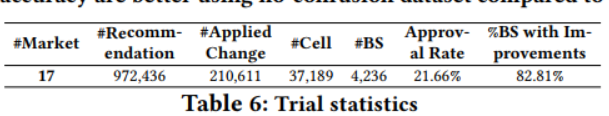 accuracy are better using no-confusion dataset compared to
#Market #Recomm- #Applied #Cell #BS Approv- %BS with Im-
endation Change al Rate provements
17 972,436 210,611 37,189 4,236 21.66% 82.81%
Table 6: Trial statistics